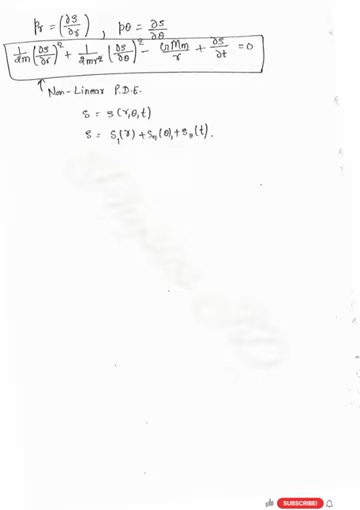 pr = (∂S/∂r) , pθ = ∂S/∂θ
1/2m (∂S/∂r)² + 1/2mr² (∂S/∂θ)² − GMm/r + ∂S/∂t = 0
Non-Linear P.D.E.
S = S(r,θ,t)
S = S₁(r) + S₂(θ) + S₃(t).
SUBSCRIBE!